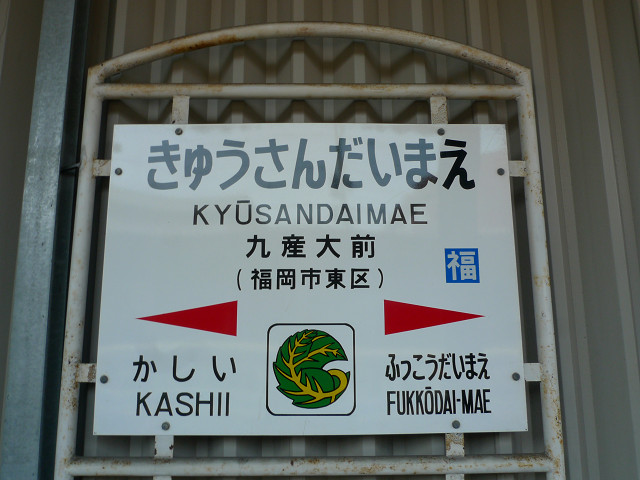 きゅうさんだいまえ
KYŪSANDAIMAE
九産大前
福
(福岡市東区)
かしい
KASHII
ふっこうだいまえ
FUKKŌDAI-MAE